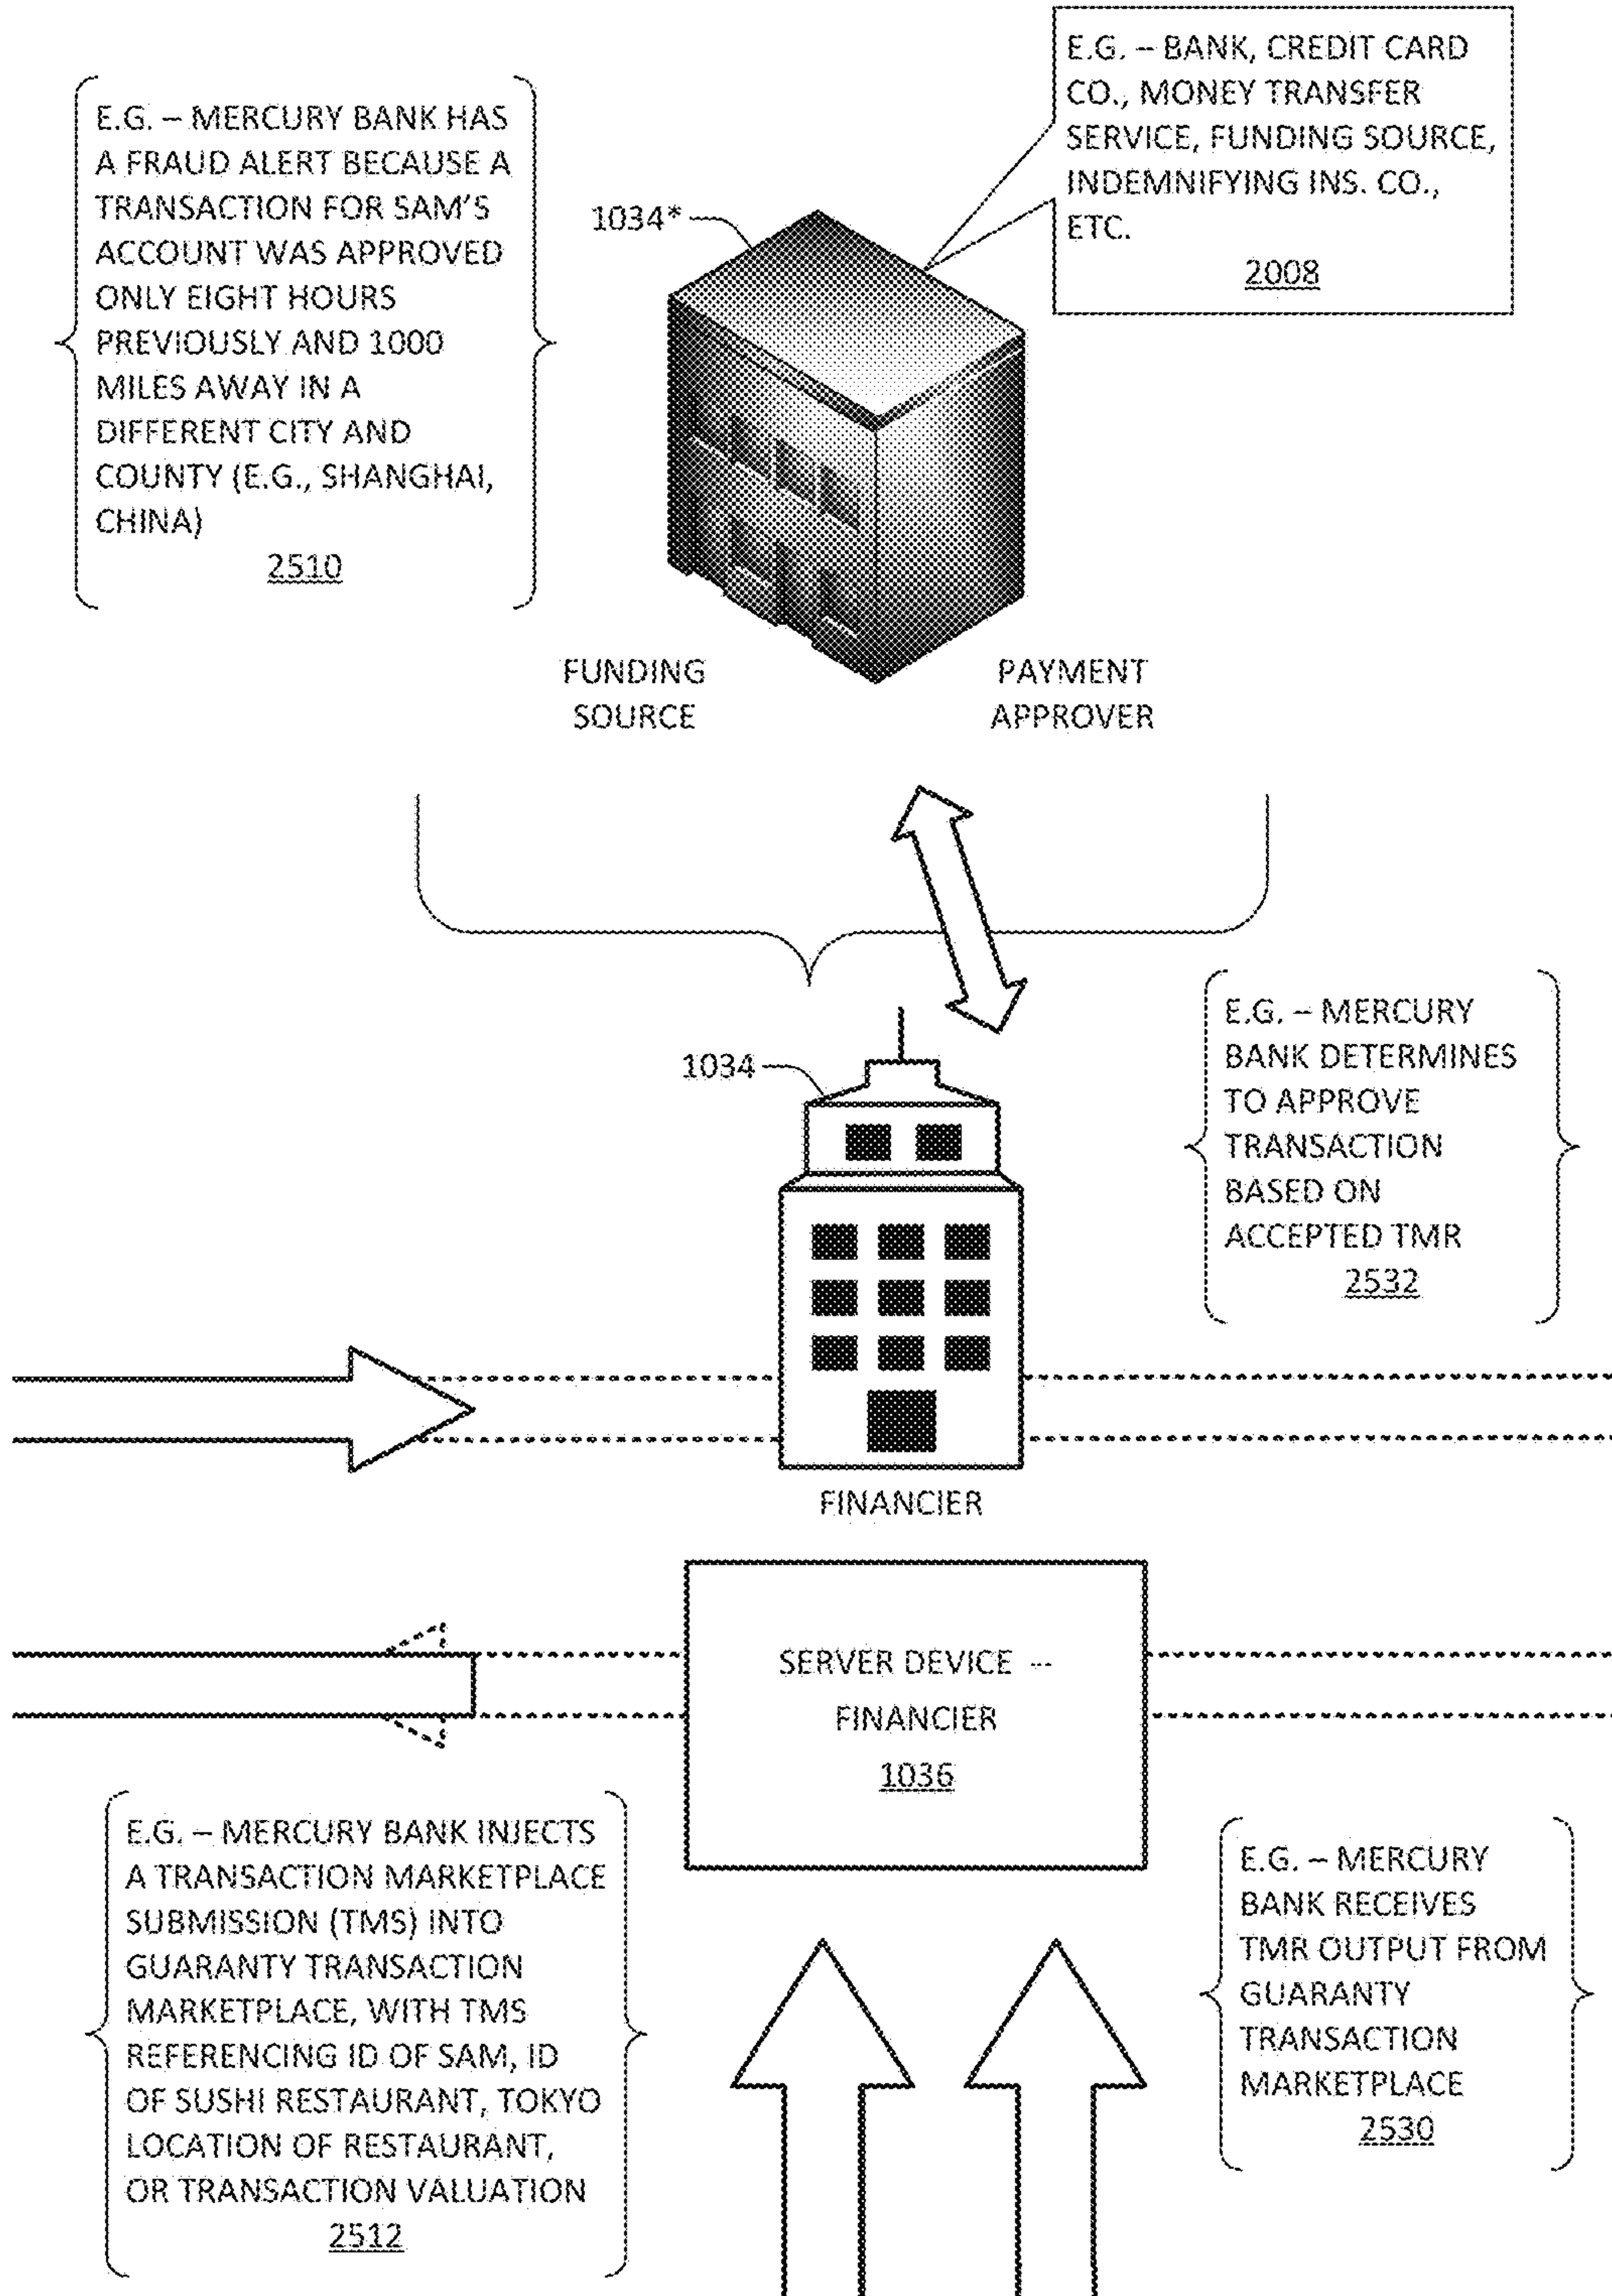 E.G. – BANK, CREDIT CARD
CO., MONEY TRANSFER
SERVICE, FUNDING SOURCE,
INDEMNIFYING INS. CO.,
ETC.
2008
E.G. – MERCURY BANK HAS
A FRAUD ALERT BECAUSE A
TRANSACTION FOR SAM'S
ACCOUNT WAS APPROVED
ONLY EIGHT HOURS
PREVIOUSLY AND 1000
MILES AWAY IN A
DIFFERENT CITY AND
COUNTY (E.G., SHANGHAI,
CHINA)
2510
1034*
FUNDING
SOURCE
PAYMENT
APPROVER
1034
E.G. – MERCURY
BANK DETERMINES
TO APPROVE
TRANSACTION
BASED ON
ACCEPTED TMR
2532
FINANCIER
SERVER DEVICE --
FINANCIER
1036
E.G. – MERCURY BANK INJECTS
A TRANSACTION MARKETPLACE
SUBMISSION (TMS) INTO
GUARANTY TRANSACTION
MARKETPLACE, WITH TMS
REFERENCING ID OF SAM, ID
OF SUSHI RESTAURANT, TOKYO
LOCATION OF RESTAURANT,
OR TRANSACTION VALUATION
2512
E.G. – MERCURY
BANK RECEIVES
TMR OUTPUT FROM
GUARANTY
TRANSACTION
MARKETPLACE
2530